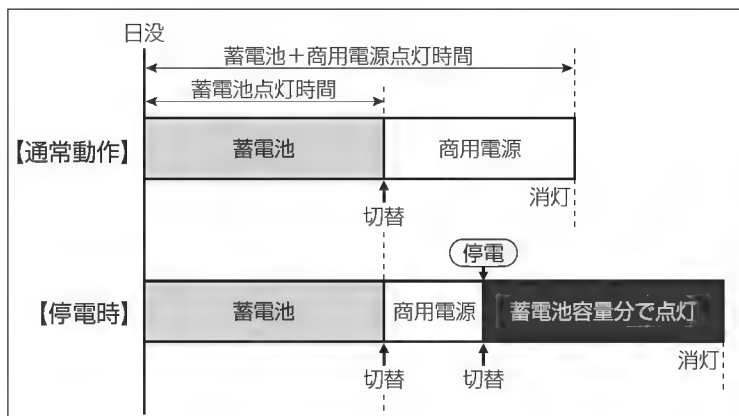 日没
蓄電池＋商用電源点灯時間
蓄電池点灯時間
【通常動作】
蓄電池
商用電源
切替
消灯
停電
【停電時】
蓄電池
商用電源
蓄電池容量分で点灯
切替
切替
消灯